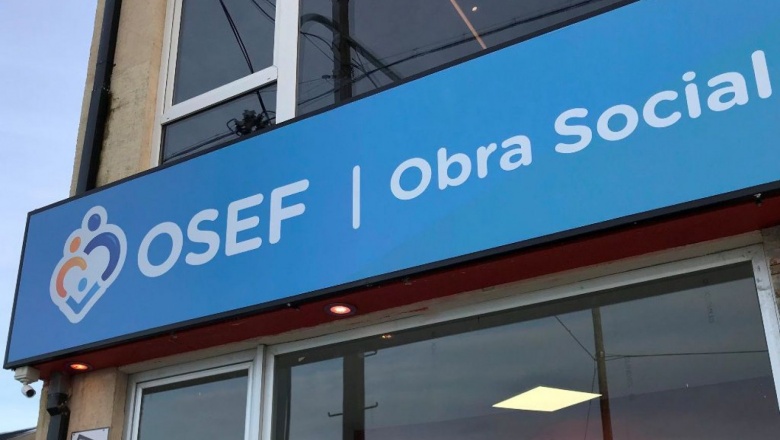 OSEF | Obra Social